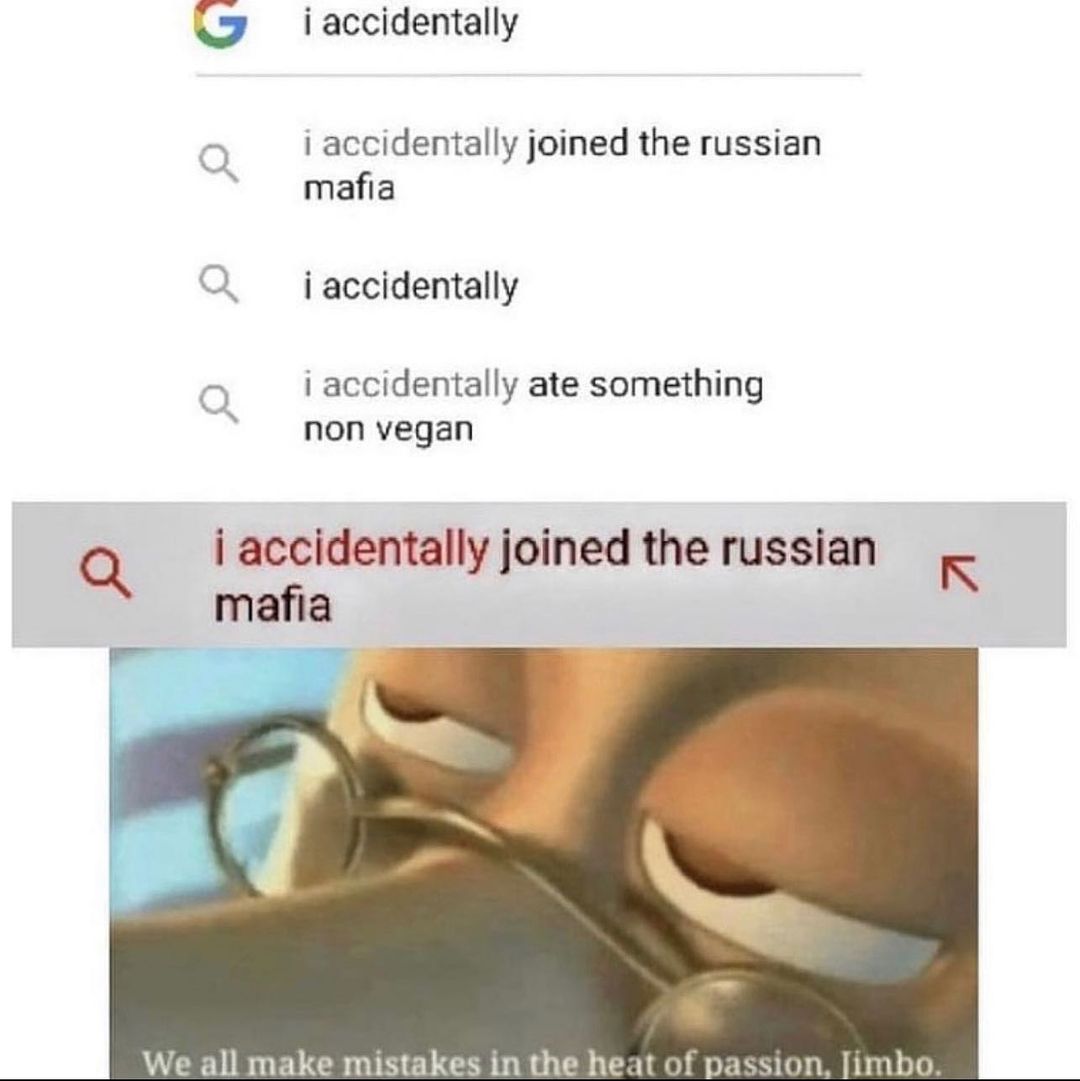 i accidentally
i accidentally joined the russian
mafia
i accidentally
i accidentally ate something
non vegan
i accidentally joined the russian
mafia
We all make mistakes in the heat of passion, Jimbo.